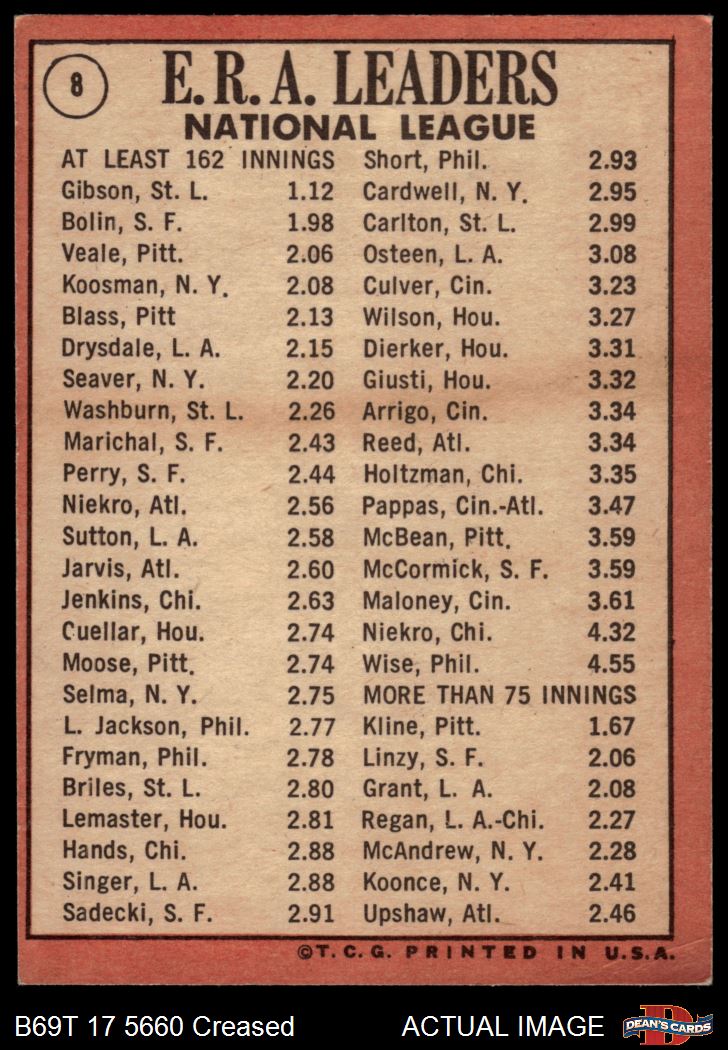 8
E.R.A. LEADERS
NATIONAL LEAGUE
AT LEAST 162 INNINGS
Gibson, St. L. 1.12
Bolin, S. F. 1.98
Veale, Pitt. 2.06
Koosman, N. Y. 2.08
Blass, Pitt 2.13
Drysdale, L. A. 2.15
Seaver, N. Y. 2.20
Washburn, St. L. 2.26
Marichal, S. F. 2.43
Perry, S. F. 2.44
Niekro, Atl. 2.56
Sutton, L. A. 2.58
Jarvis, Atl. 2.60
Jenkins, Chi. 2.63
Cuellar, Hou. 2.74
Moose, Pitt. 2.74
Selma, N. Y. 2.75
L. Jackson, Phil. 2.77
Fryman, Phil. 2.78
Briles, St. L. 2.80
Lemaster, Hou. 2.81
Hands, Chi. 2.88
Singer, L. A. 2.88
Sadecki, S. F. 2.91
Short, Phil. 2.93
Cardwell, N. Y. 2.95
Carlton, St. L. 2.99
Osteen, L. A. 3.08
Culver, Cin. 3.23
Wilson, Hou. 3.27
Dierker, Hou. 3.31
Giusti, Hou. 3.32
Arrigo, Cin. 3.34
Reed, Atl. 3.34
Holtzman, Chi. 3.35
Pappas, Cin.-Atl. 3.47
McBean, Pitt. 3.59
McCormick, S. F. 3.59
Maloney, Cin. 3.61
Niekro, Chi. 4.32
Wise, Phil. 4.55
MORE THAN 75 INNINGS
Kline, Pitt. 1.67
Linzy, S. F. 2.06
Grant, L. A. 2.08
Regan, L. A.-Chi. 2.27
McAndrew, N. Y. 2.28
Koonce, N. Y. 2.41
Upshaw, Atl. 2.46
©T. C. G. PRINTED IN U.S.A.
B69T 17 5660 Creased
ACTUAL IMAGE
D
DEAN'S CARDS